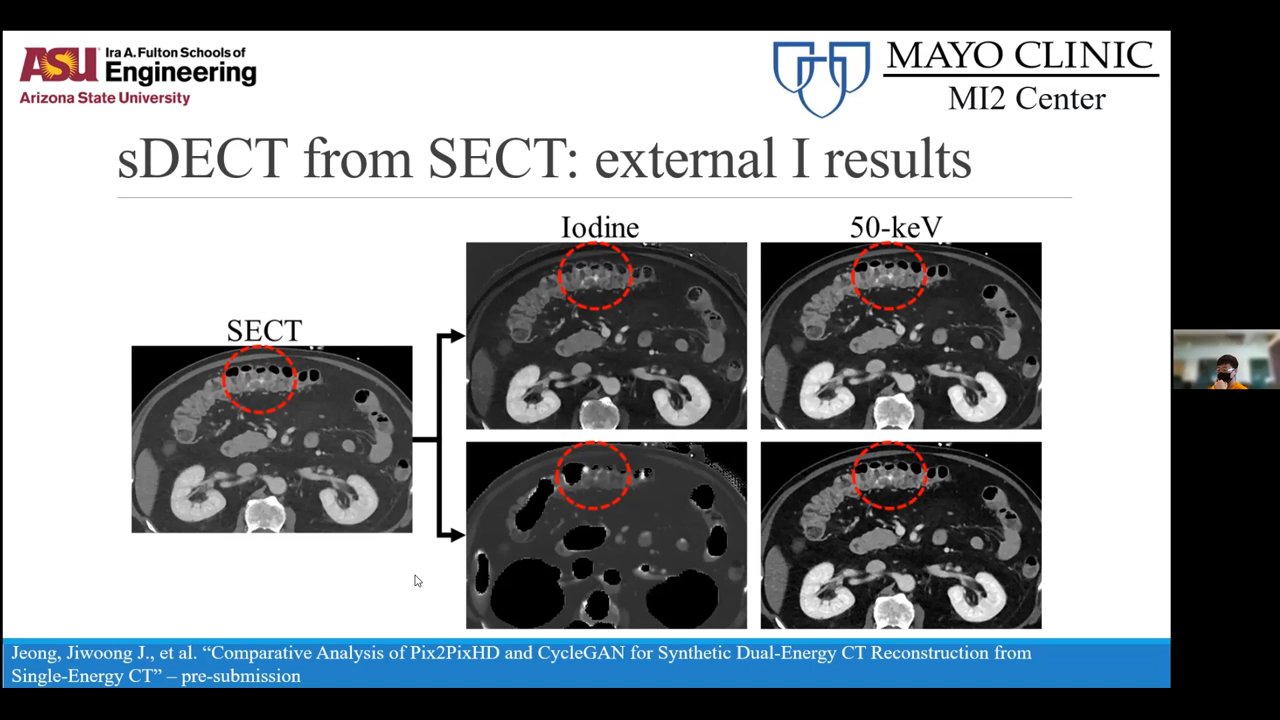 ASU Ira A. Fulton Schools of
Engineering
Arizona State University
MAYO CLINIC
MI2 Center
sDECT from SECT: external I results
Iodine
50-keV
SECT
Jeong, Jiwoong J., et al. “Comparative Analysis of Pix2PixHD and CycleGAN for Synthetic Dual-Energy CT Reconstruction from
Single-Energy CT” – pre-submission